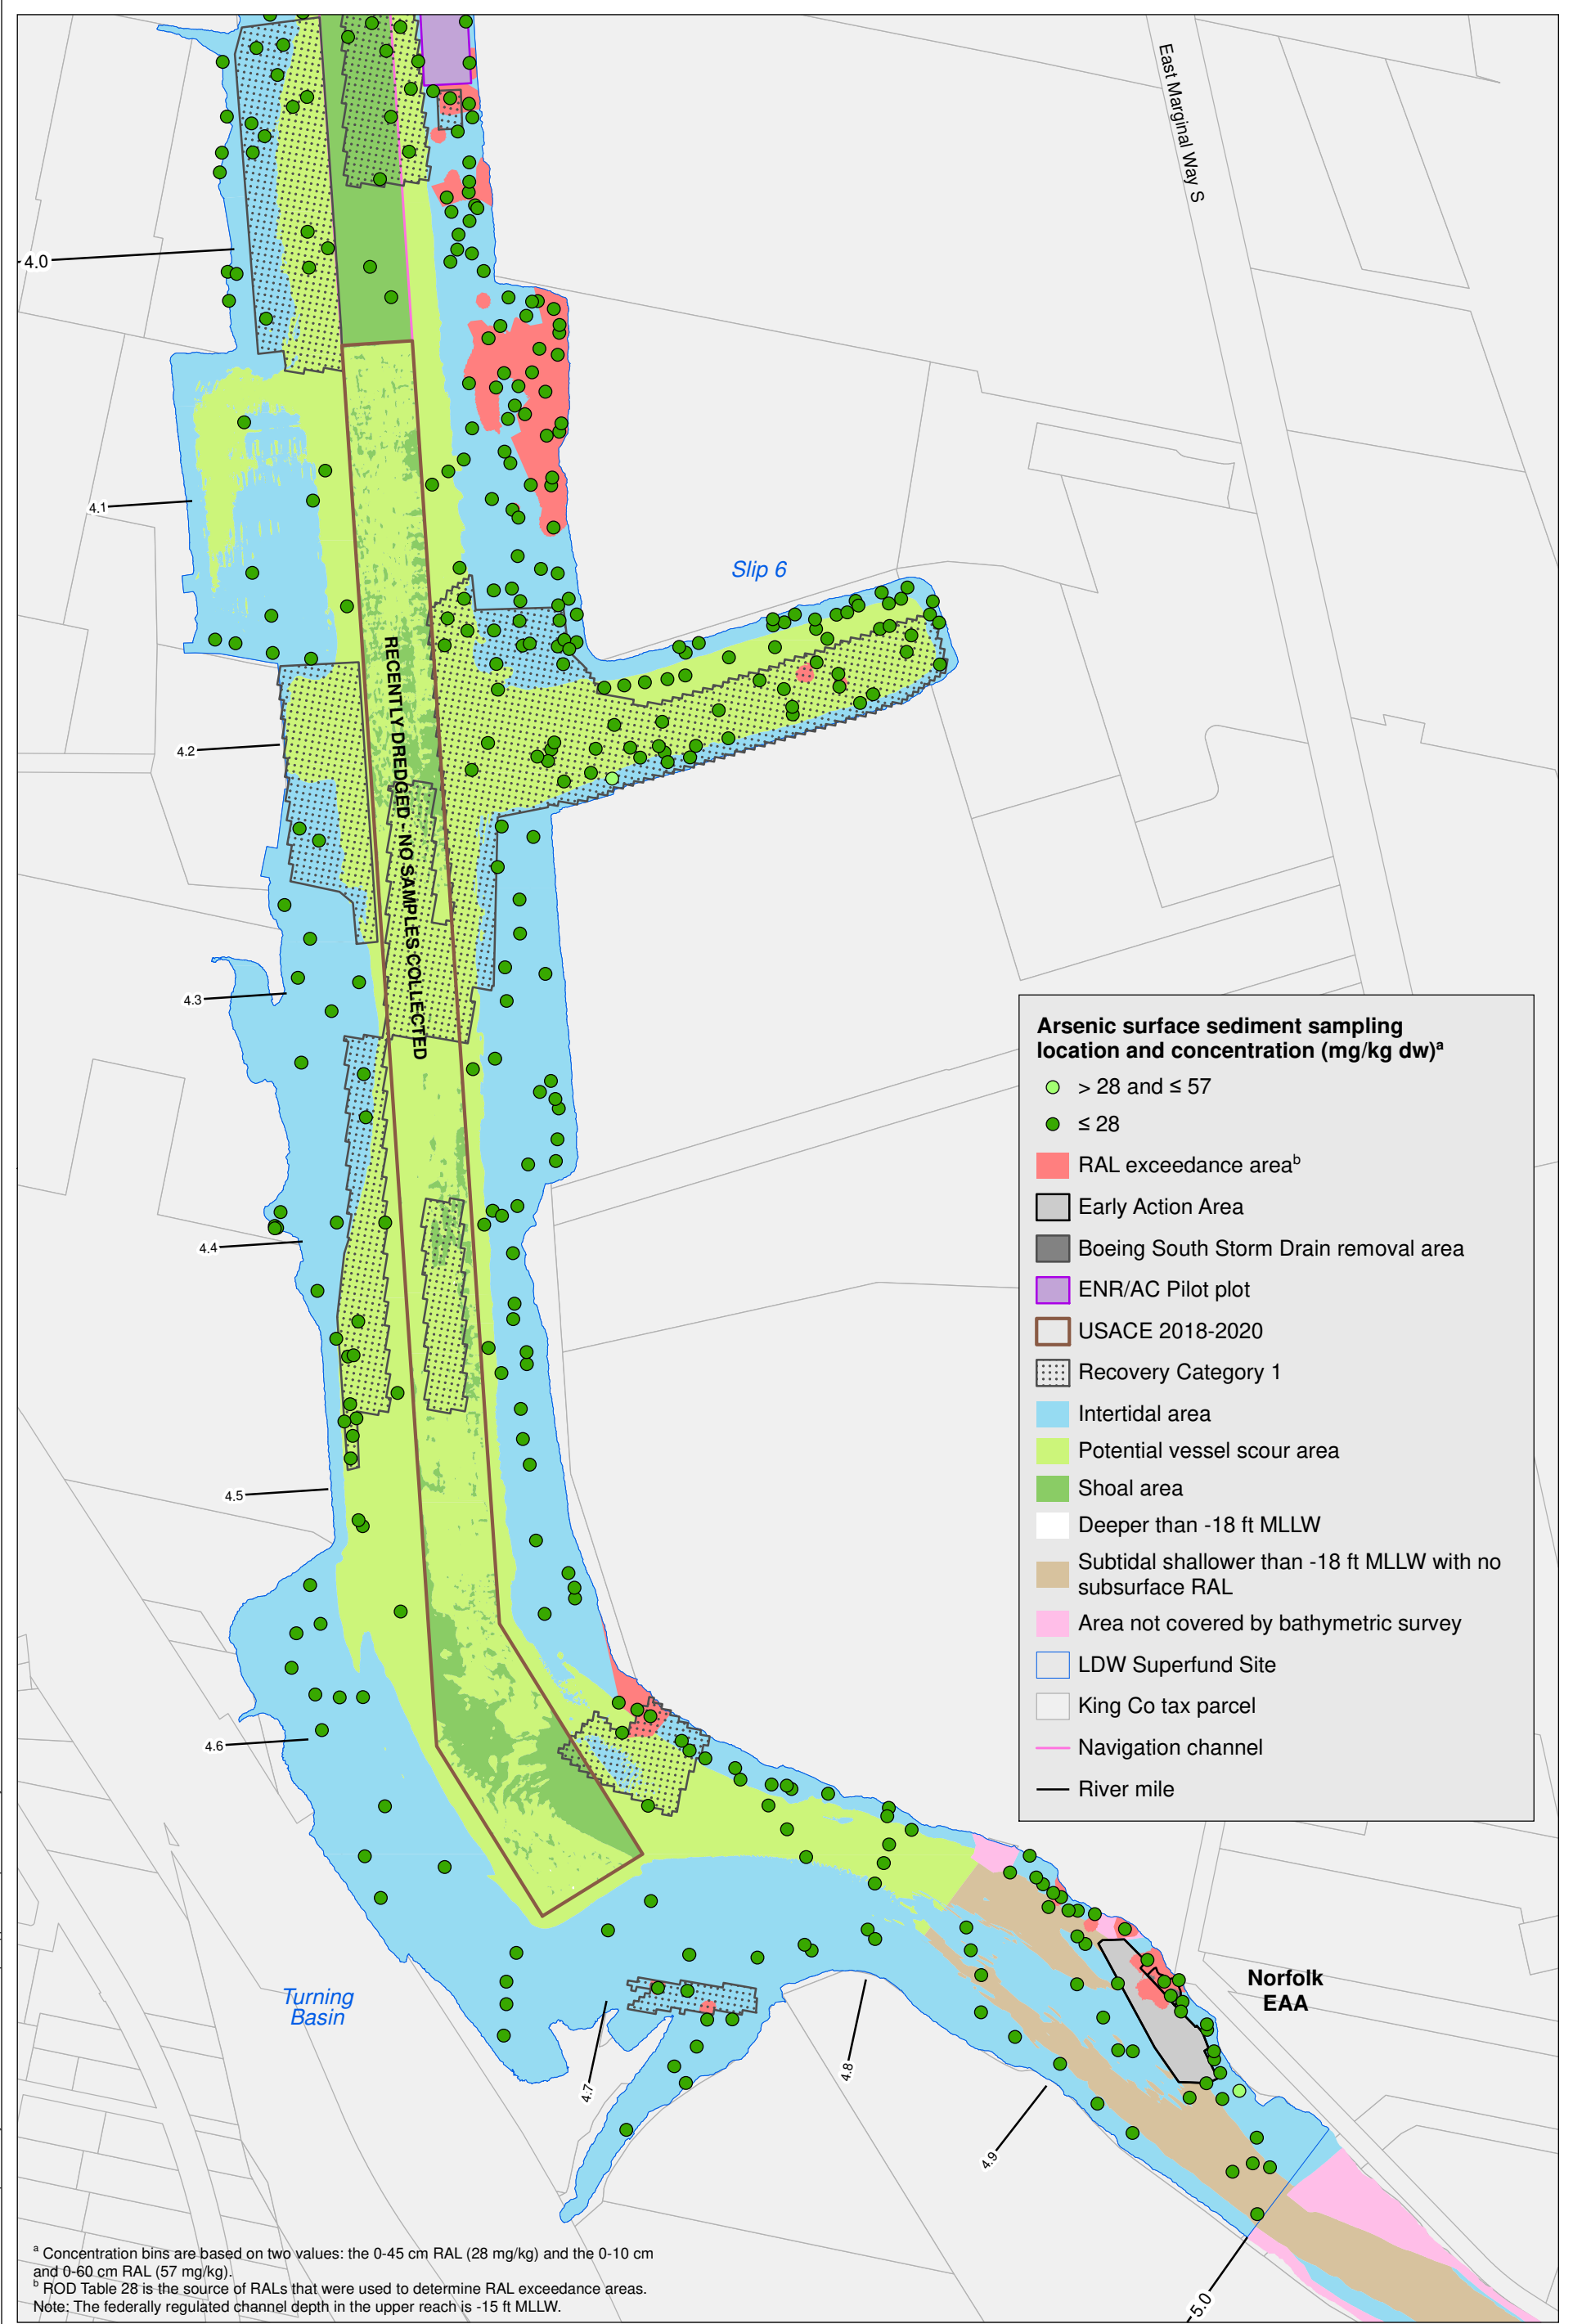 East Marginal Way S
4.0
4.1
Slip 6
RECENTLY DREDGED - NO SAMPLES COLLECTED
4.2
4.3
4.4
4.5
4.6
Turning
Basin
4.7
4.8
4.9
5.0
Norfolk
EAA
Arsenic surface sediment sampling
location and concentration (mg/kg dw)a
> 28 and ≤ 57
≤ 28
RAL exceedance areab
Early Action Area
Boeing South Storm Drain removal area
ENR/AC Pilot plot
USACE 2018-2020
Recovery Category 1
Intertidal area
Potential vessel scour area
Shoal area
Deeper than -18 ft MLLW
Subtidal shallower than -18 ft MLLW with no
subsurface RAL
Area not covered by bathymetric survey
LDW Superfund Site
King Co tax parcel
Navigation channel
River mile
a Concentration bins are based on two values: the 0-45 cm RAL (28 mg/kg) and the 0-10 cm
and 0-60 cm RAL (57 mg/kg).
b ROD Table 28 is the source of RALs that were used to determine RAL exceedance areas.
Note: The federally regulated channel depth in the upper reach is -15 ft MLLW.